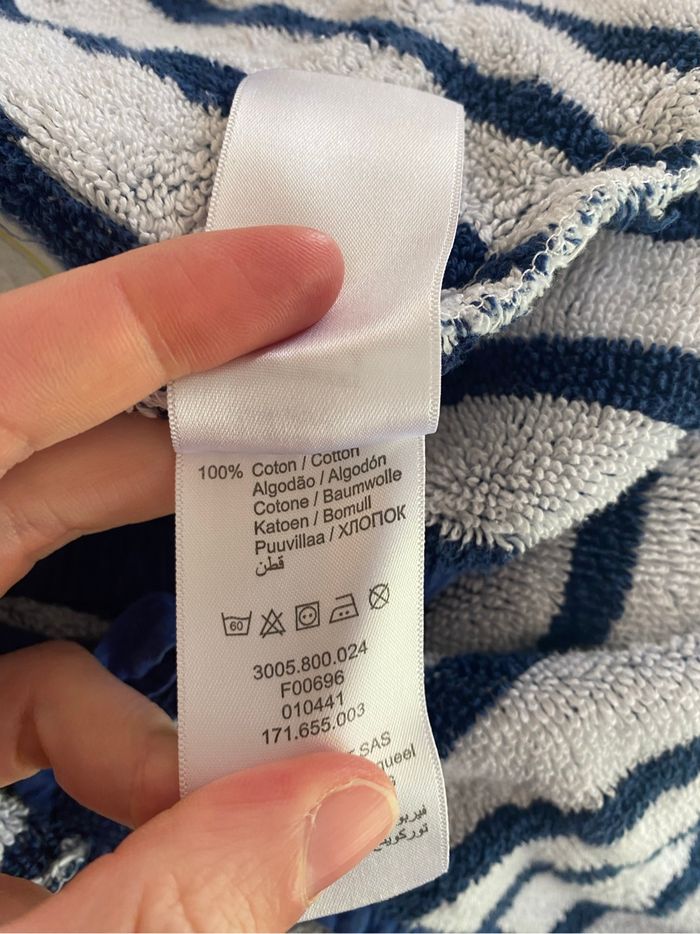 100% Coton / Cotton
Algodão / Algodón
Cotone / Baumwolle
Katoen / Bomull
Puuvillaa / ХЛОПОК
قطن
60
3005.800.024
F00696
010441
171.655.003
SAS